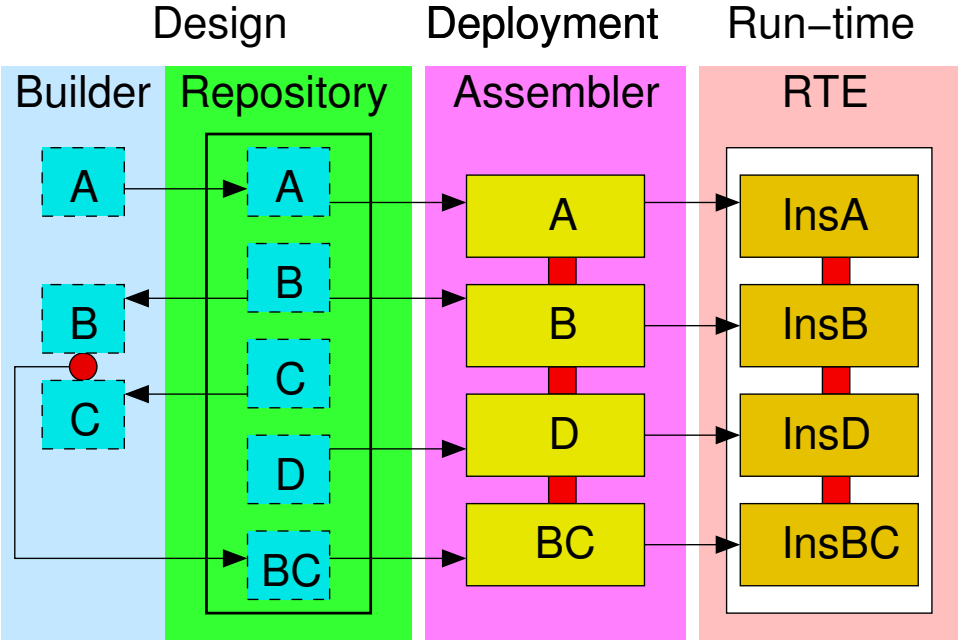 Design
Deployment
Run-time
Builder
Repository
Assembler
RTE
A
B
C
A
B
C
D
BC
A
B
D
BC
InsA
InsB
InsD
InsBC